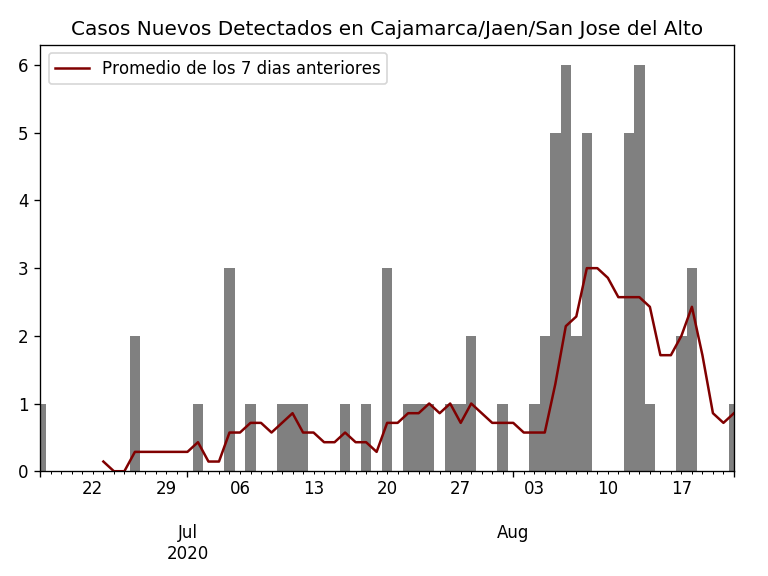 Casos Nuevos Detectados en Cajamarca/Jaen/San Jose del Alto
Promedio de los 7 dias anteriores
6
5
4
3
2
1
0
22 29 06 13 20 27 03 10 17
Jul Aug
2020